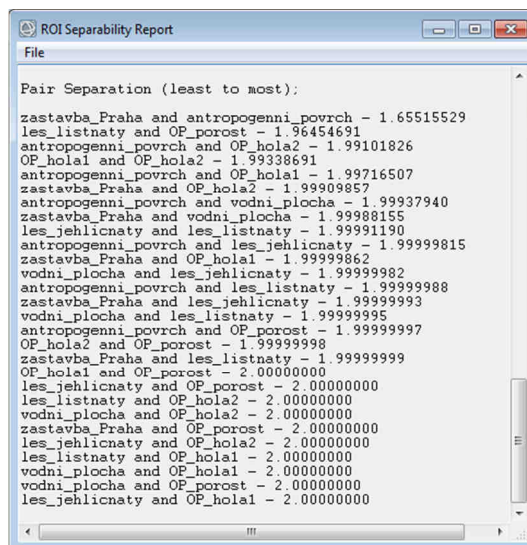 ROI Separability Report
File
Pair Separation (least to most);
zastavba_Praha and antropogenni_povrch - 1.65515529
les_listnaty and OP_porost - 1.96454691
antropogenni_povrch and OP_hola2 - 1.99101826
OP_hola1 and OP_hola2 - 1.99338691
antropogenni_povrch and OP_hola1 - 1.99716507
zastavba_Praha and OP_hola2 - 1.99909857
antropogenni_povrch and vodni_plocha - 1.99937940
zastavba_Praha and vodni_plocha - 1.99988155
les_jehlicnaty and les_listnaty - 1.99991190
antropogenni_povrch and les_jehlicnaty - 1.99999815
zastavba_Praha and OP_hola1 - 1.99999862
vodni_plocha and les_jehlicnaty - 1.99999982
antropogenni_povrch and les_listnaty - 1.99999988
zastavba_Praha and les_jehlicnaty - 1.99999993
vodni_plocha and les_listnaty - 1.99999995
antropogenni_povrch and OP_porost - 1.99999997
OP_hola2 and OP_porost - 1.99999998
zastavba_Praha and les_listnaty - 1.99999999
OP_hola1 and OP_porost - 2.00000000
les_jehlicnaty and OP_porost - 2.00000000
les_listnaty and OP_hola2 - 2.00000000
vodni_plocha and OP_hola2 - 2.00000000
zastavba_Praha and OP_porost - 2.00000000
les_jehlicnaty and OP_hola2 - 2.00000000
les_listnaty and OP_hola1 - 2.00000000
vodni_plocha and OP_hola1 - 2.00000000
vodni_plocha and OP_porost - 2.00000000
les_jehlicnaty and OP_hola1 - 2.00000000